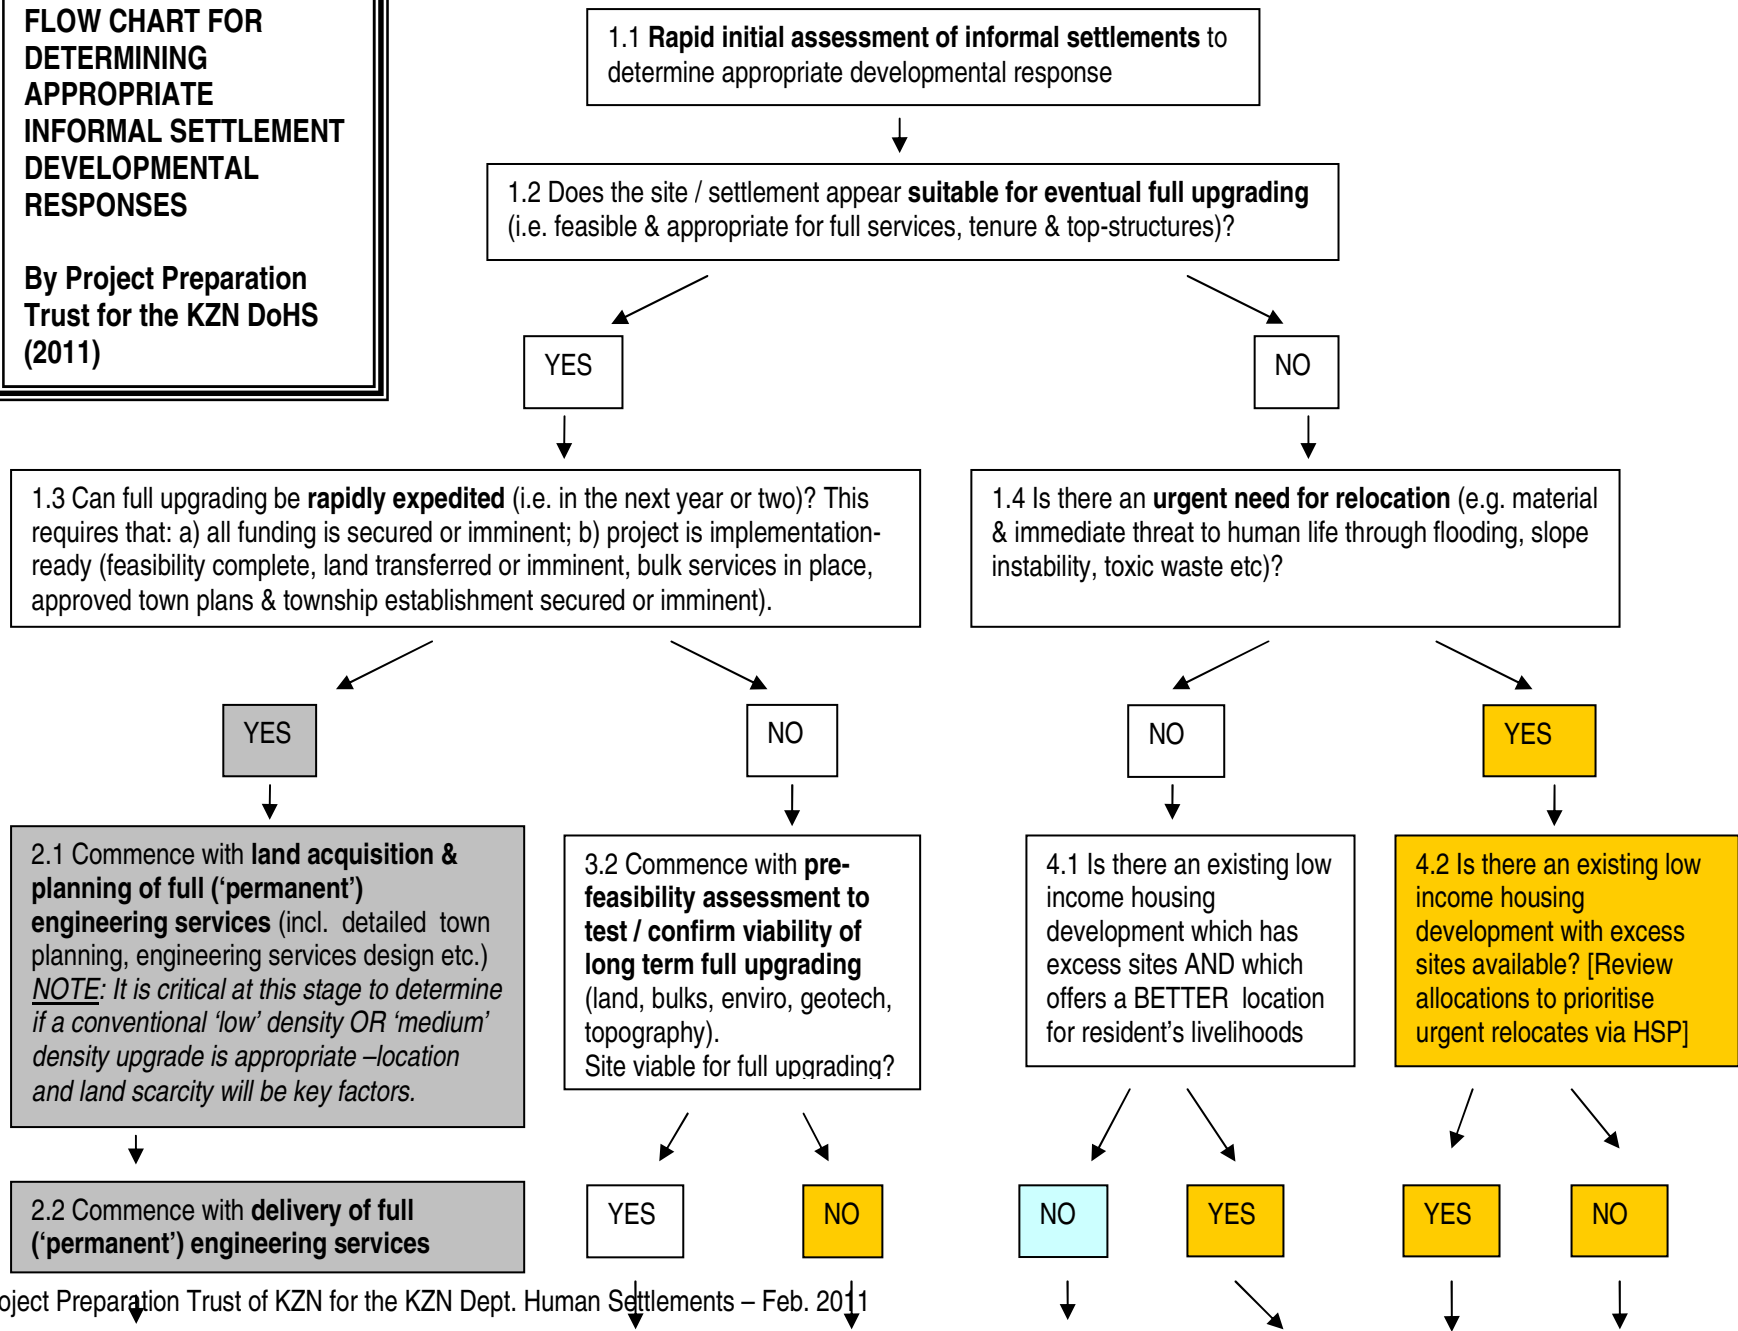 FLOW CHART FOR
DETERMINING
APPROPRIATE
INFORMAL SETTLEMENT
DEVELOPMENTAL
RESPONSES
By Project Preparation
Trust for the KZN DoHS
(2011)
1.1 Rapid initial assessment of informal settlements to
determine appropriate developmental response
1.2 Does the site / settlement appear suitable for eventual full upgrading
(i.e. feasible & appropriate for full services, tenure & top-structures)?
YES
NO
1.3 Can full upgrading be rapidly expedited (i.e. in the next year or two)? This
requires that: a) all funding is secured or imminent; b) project is implementation-
ready (feasibility complete, land transferred or imminent, bulk services in place,
approved town plans & township establishment secured or imminent).
1.4 Is there an urgent need for relocation (e.g. material
& immediate threat to human life through flooding, slope
instability, toxic waste etc)?
YES
NO
NO
YES
2.1 Commence with land acquisition &
planning of full (‘permanent’)
engineering services (incl. detailed town
planning, engineering services design etc.)
NOTE: It is critical at this stage to determine
if a conventional ‘low’ density OR ‘medium’
density upgrade is appropriate –location
and land scarcity will be key factors.
3.2 Commence with pre-
feasibility assessment to
test / confirm viability of
long term full upgrading
(land, bulks, enviro, geotech,
topography).
Site viable for full upgrading?
4.1 Is there an existing low
income housing
development which has
excess sites AND which
offers a BETTER location
for resident’s livelihoods
4.2 Is there an existing low
income housing
development with excess
sites available? [Review
allocations to prioritise
urgent relocates via HSP]
2.2 Commence with delivery of full
(‘permanent’) engineering services
YES
NO
NO
YES
YES
NO
oject Preparation Trust of KZN for the KZN Dept. Human Settlements – Feb. 2011